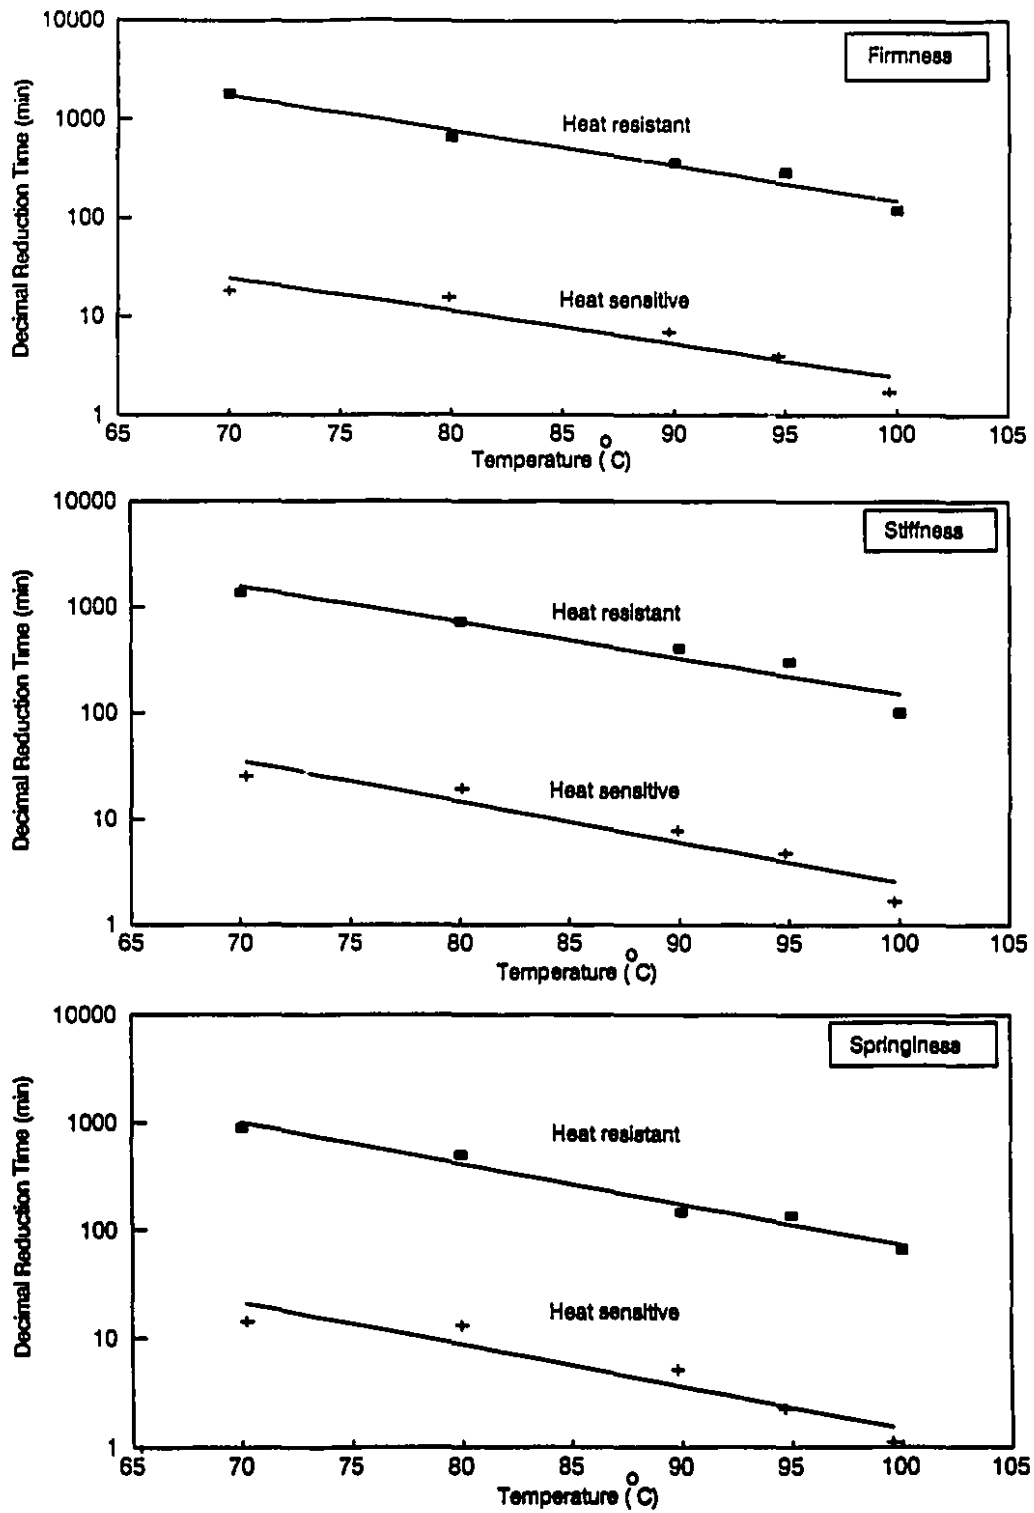 10000
Firmness
1000
Heat resistant
100
Heat sensitive
10
1
65 70 75 80 85 90 95 100 105
Temperature (°C)
Decimal Reduction Time (min)
10000
Stiffness
1000
Heat resistant
100
Heat sensitive
10
1
65 70 75 80 85 90 95 100 105
Temperature (°C)
Decimal Reduction Time (min)
10000
Springiness
1000
Heat resistant
100
Heat sensitive
10
1
65 70 75 80 85 90 95 100 105
Temperature (°C)
Decimal Reduction Time (min)